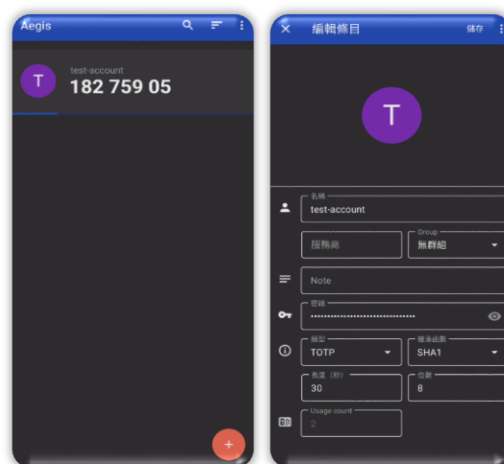 Aegis
T
test-account
182 759 05
編輯條目
儲存
T
名稱
test-account
服務商
Group
無群組
Note
密鑰
類型
TOTP
雜湊函數
SHA1
長度（秒）
30
位數
8
Usage count
2